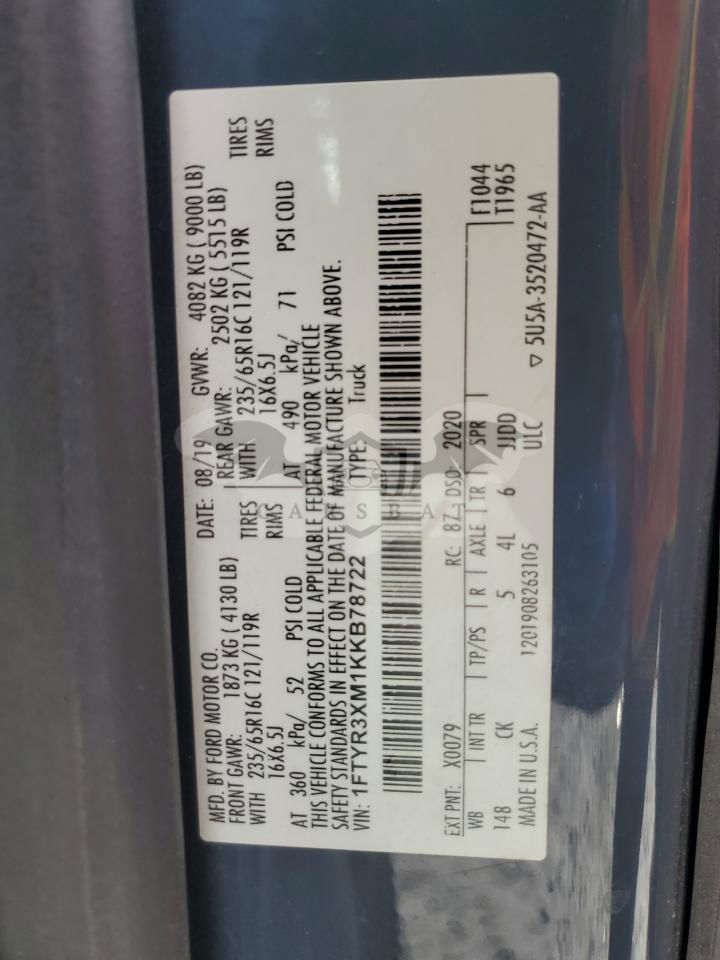 MFD. BY FORD MOTOR CO.
DATE: 08/19 GVWR: 4082 KG ( 9000 LB)
FRONT GAWR: 1873 KG ( 4130 LB)
REAR GAWR: 2502 KG ( 5515 LB)
WITH 235/65R16C 121/119R TIRES
WITH 235/65R16C 121/119R TIRES
16X6.5J RIMS
16X6.5J RIMS
AT 360 kPa/ 52 PSI COLD
AT 490 kPa/ 71 PSI COLD
THIS VEHICLE CONFORMS TO ALL APPLICABLE FEDERAL MOTOR VEHICLE
SAFETY STANDARDS IN EFFECT ON THE DATE OF MANUFACTURE SHOWN ABOVE.
VIN: 1FTYR3XM1KKB78722 TYPE: Truck
EXT PNT: X0079 RC: 87 DSO: 2020
WB INT TR TP/PS R AXLE TR SPR F1044
148 CK 5 4L 6 JJDD T1965
MADE IN U.S.A. 1201908263105 ULC
▽ 5U5A-3520472-AA